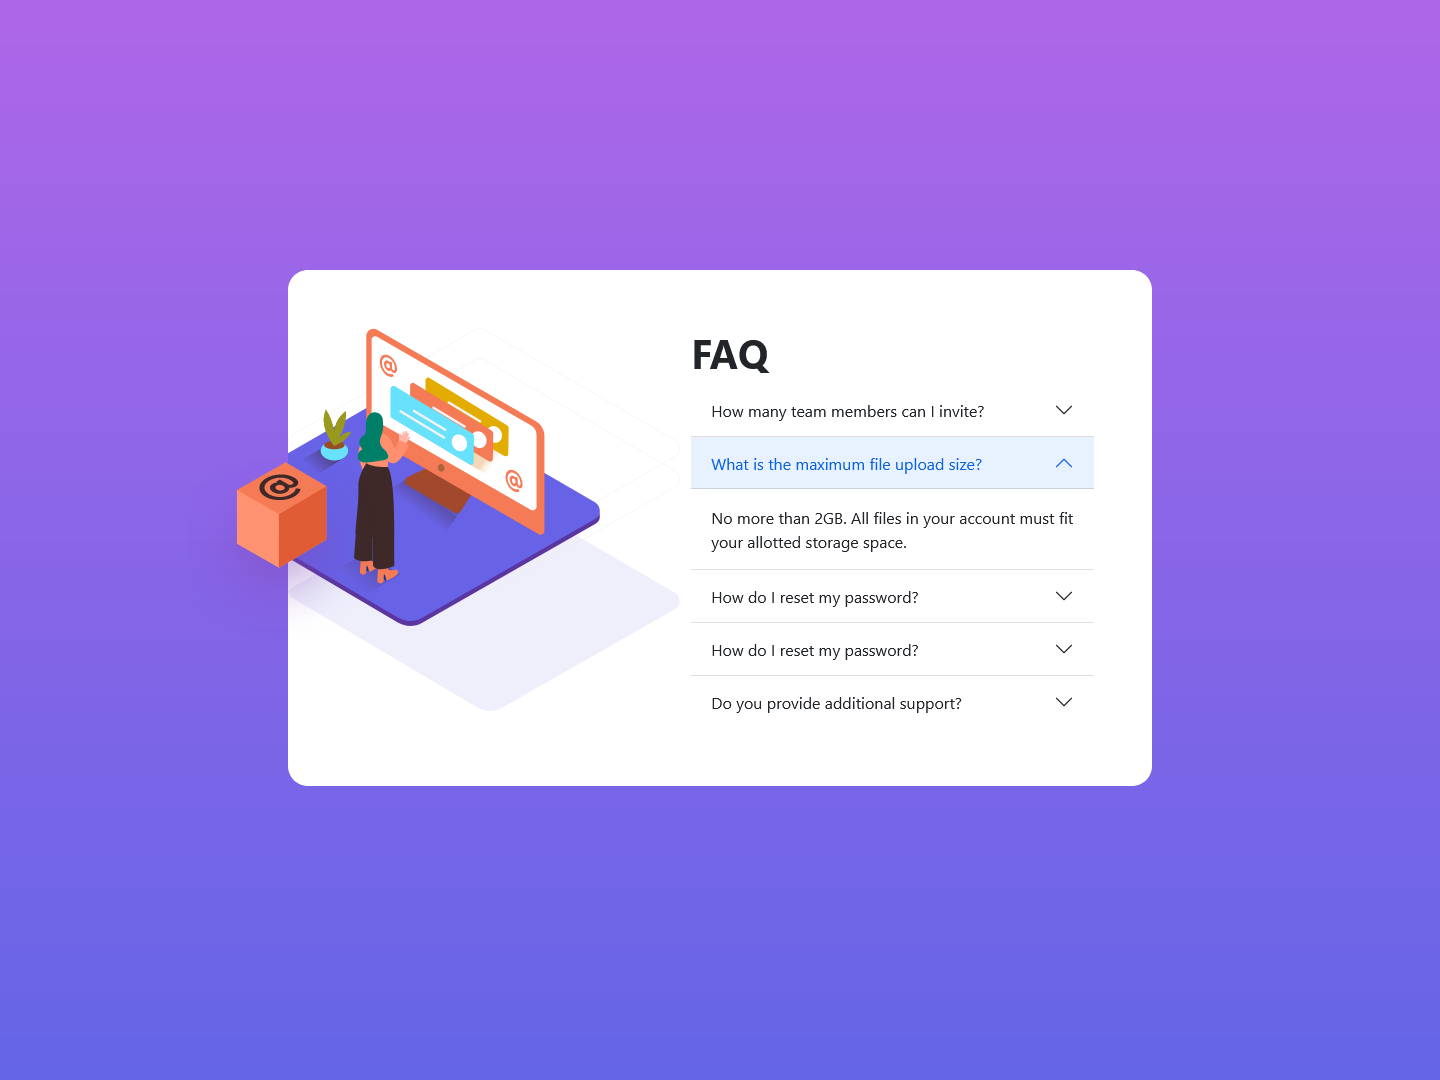 FAQ
How many team members can I invite?
What is the maximum file upload size?
No more than 2GB. All files in your account must fit
your allotted storage space.
How do I reset my password?
How do I reset my password?
Do you provide additional support?
@
@
@